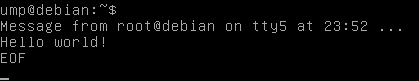 ump@debian:~$
Message from root@debian on tty5 at 23:52 ...
Hello world!
EOF